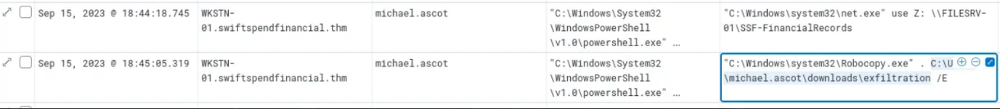 Sep 15, 2023 @ 18:44:18.745
WKSTN-
01.swiftspendfinancial.thm
michael.ascot
"C:\Windows\System32
\WindowsPowerShell
\v1.0\powershell.exe" …
"C:\Windows\system32\net.exe" use Z: \\FILESRV-
01\SSF-FinancialRecords
Sep 15, 2023 @ 18:45:05.319
WKSTN-
01.swiftspendfinancial.thm
michael.ascot
"C:\Windows\System32
\WindowsPowerShell
\v1.0\powershell.exe" …
"C:\Windows\system32\Robocopy.exe" . C:\U
\michael.ascot\downloads\exfiltration /E